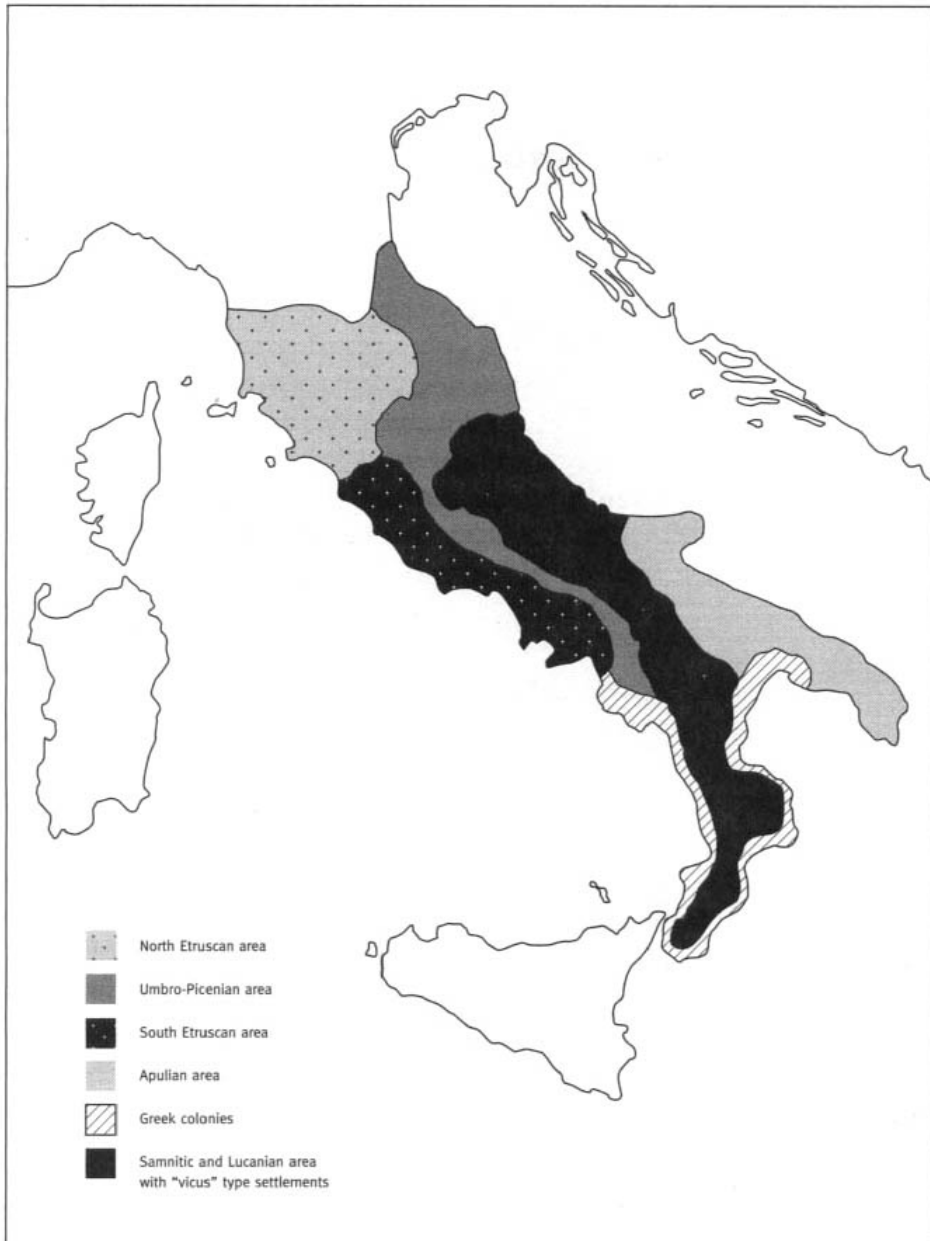 North Etruscan area
Umbro-Picenian area
South Etruscan area
Apulian area
Greek colonies
Samnitic and Lucanian area
with "vicus" type settlements